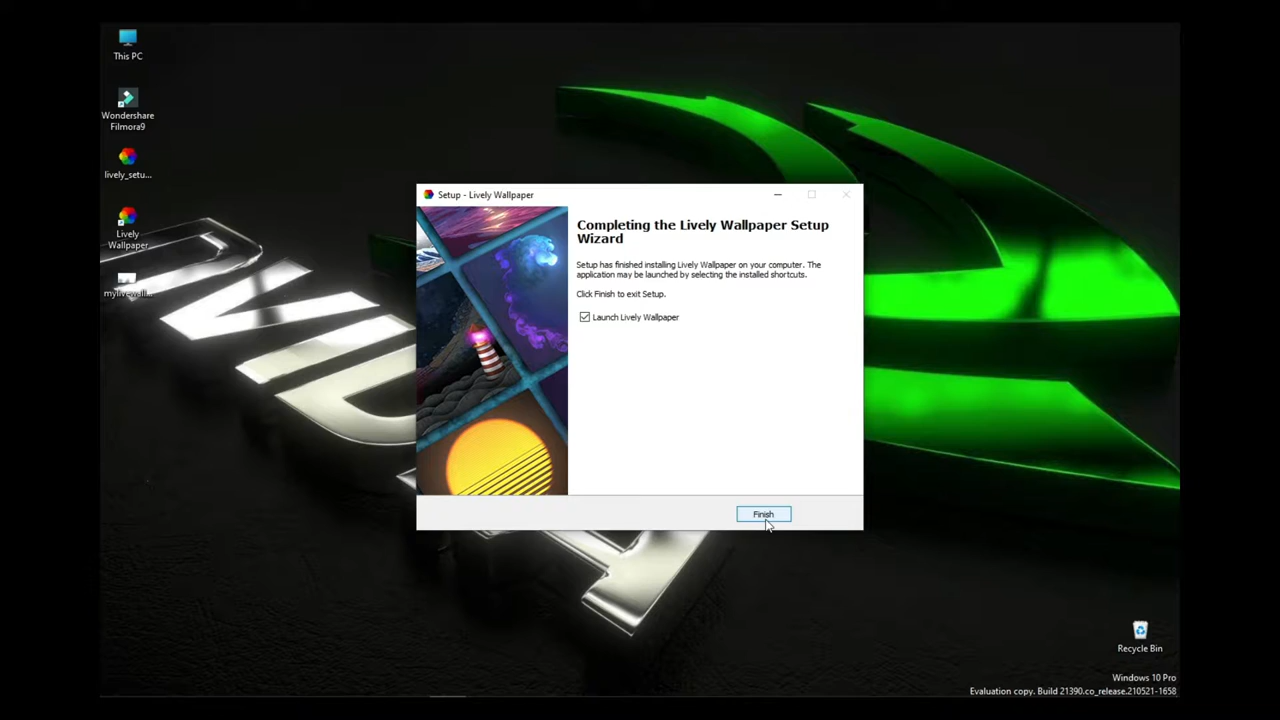 This PC
Wondershare
Filmora9
lively_setu...
Lively
Wallpaper
myliv-wall...
Setup - Lively Wallpaper
Completing the Lively Wallpaper Setup
Wizard
Setup has finished installing Lively Wallpaper on your computer. The
application may be launched by selecting the installed shortcuts.
Click Finish to exit Setup.
Launch Lively Wallpaper
Finish
Recycle Bin
Windows 10 Pro
Evaluation copy. Build 21390.co_release.210521-1658